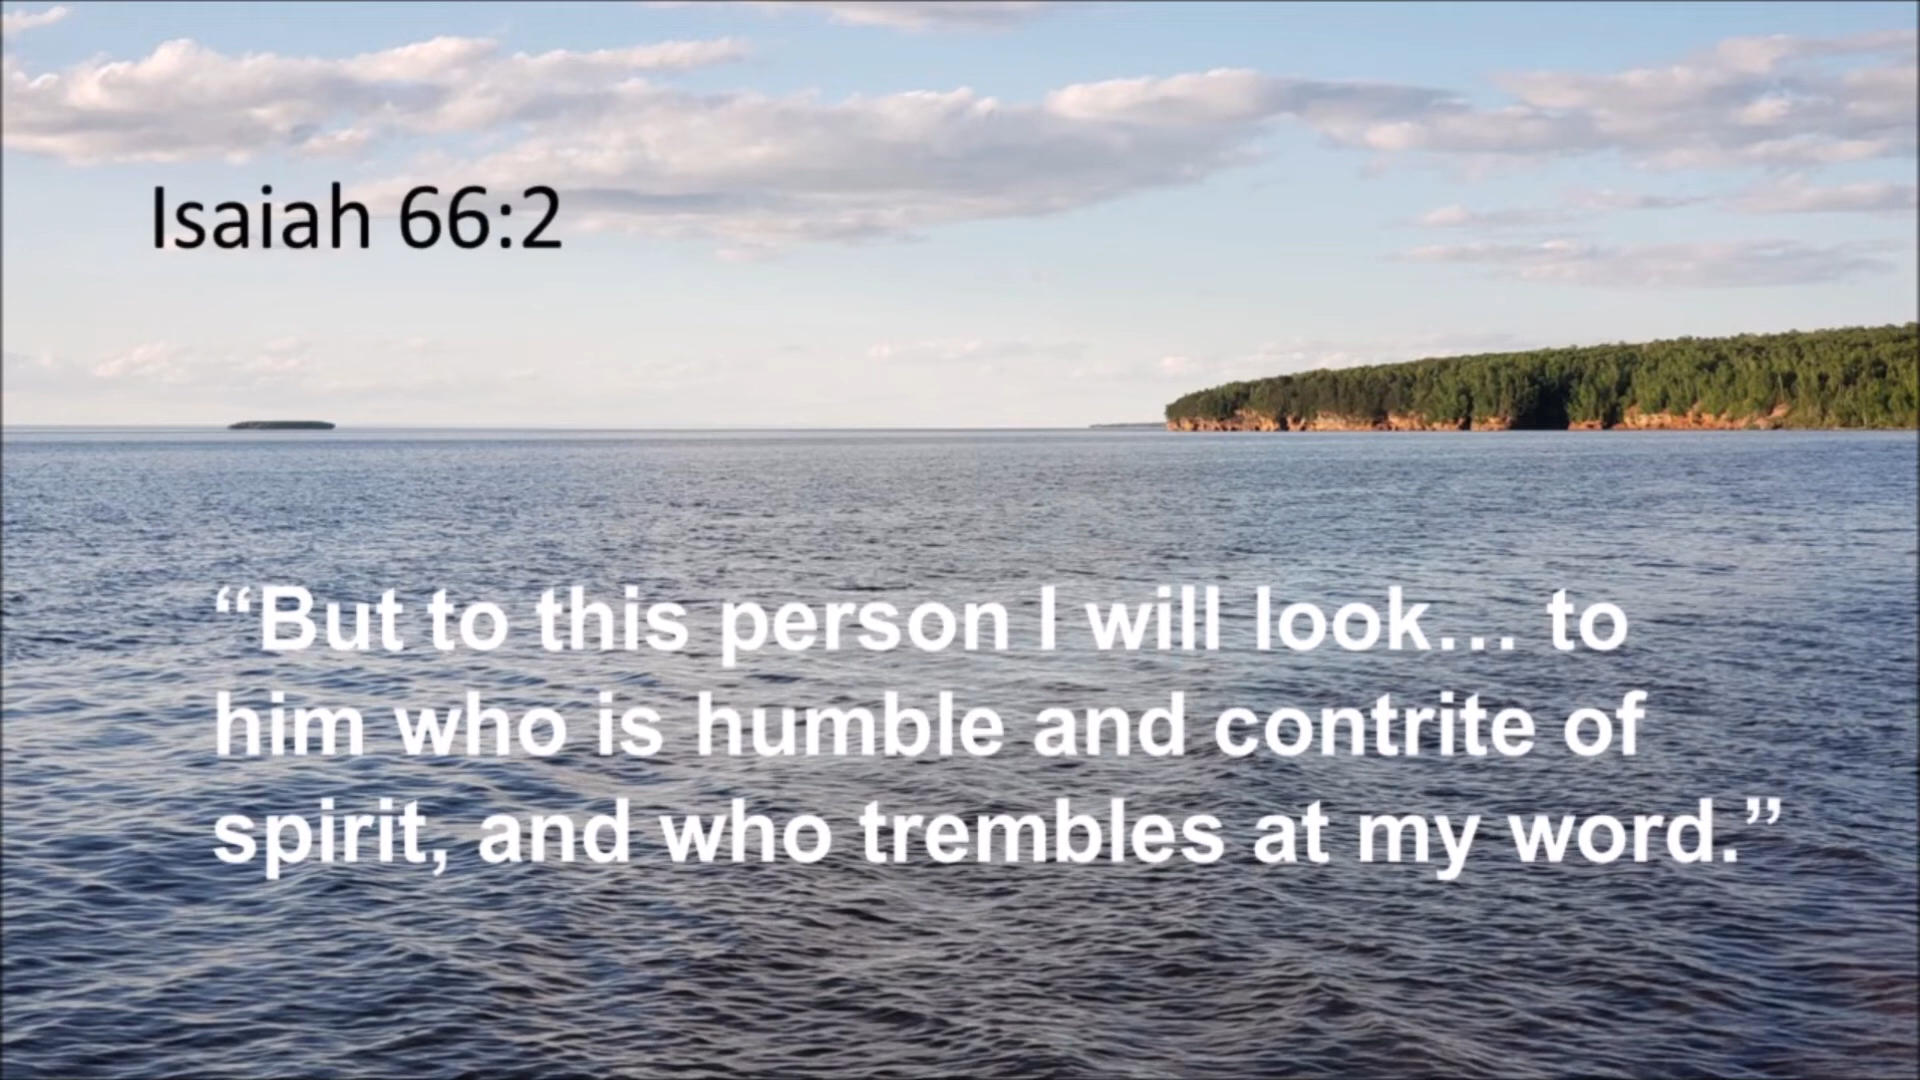 Isaiah 66:2
“But to this person I will look… to
him who is humble and contrite of
spirit, and who trembles at my word.”